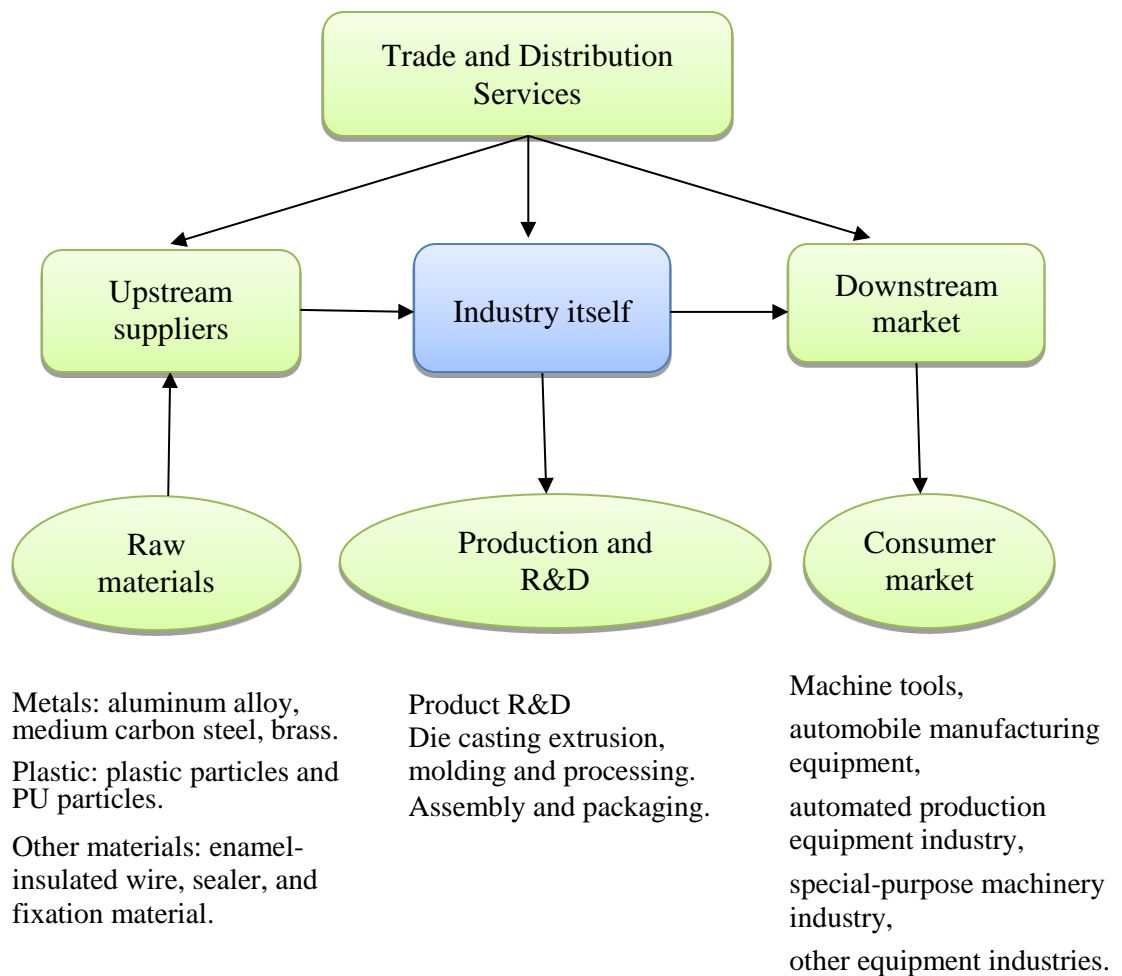 Trade and Distribution
Services
Upstream
suppliers
Industry itself
Downstream
market
Raw
materials
Production and
R&D
Consumer
market
Metals: aluminum alloy,
medium carbon steel, brass.
Plastic: plastic particles and
PU particles.
Other materials: enamel-
insulated wire, sealer, and
fixation material.
Product R&D
Die casting extrusion,
molding and processing.
Assembly and packaging.
Machine tools,
automobile manufacturing
equipment,
automated production
equipment industry,
special-purpose machinery
industry,
other equipment industries.